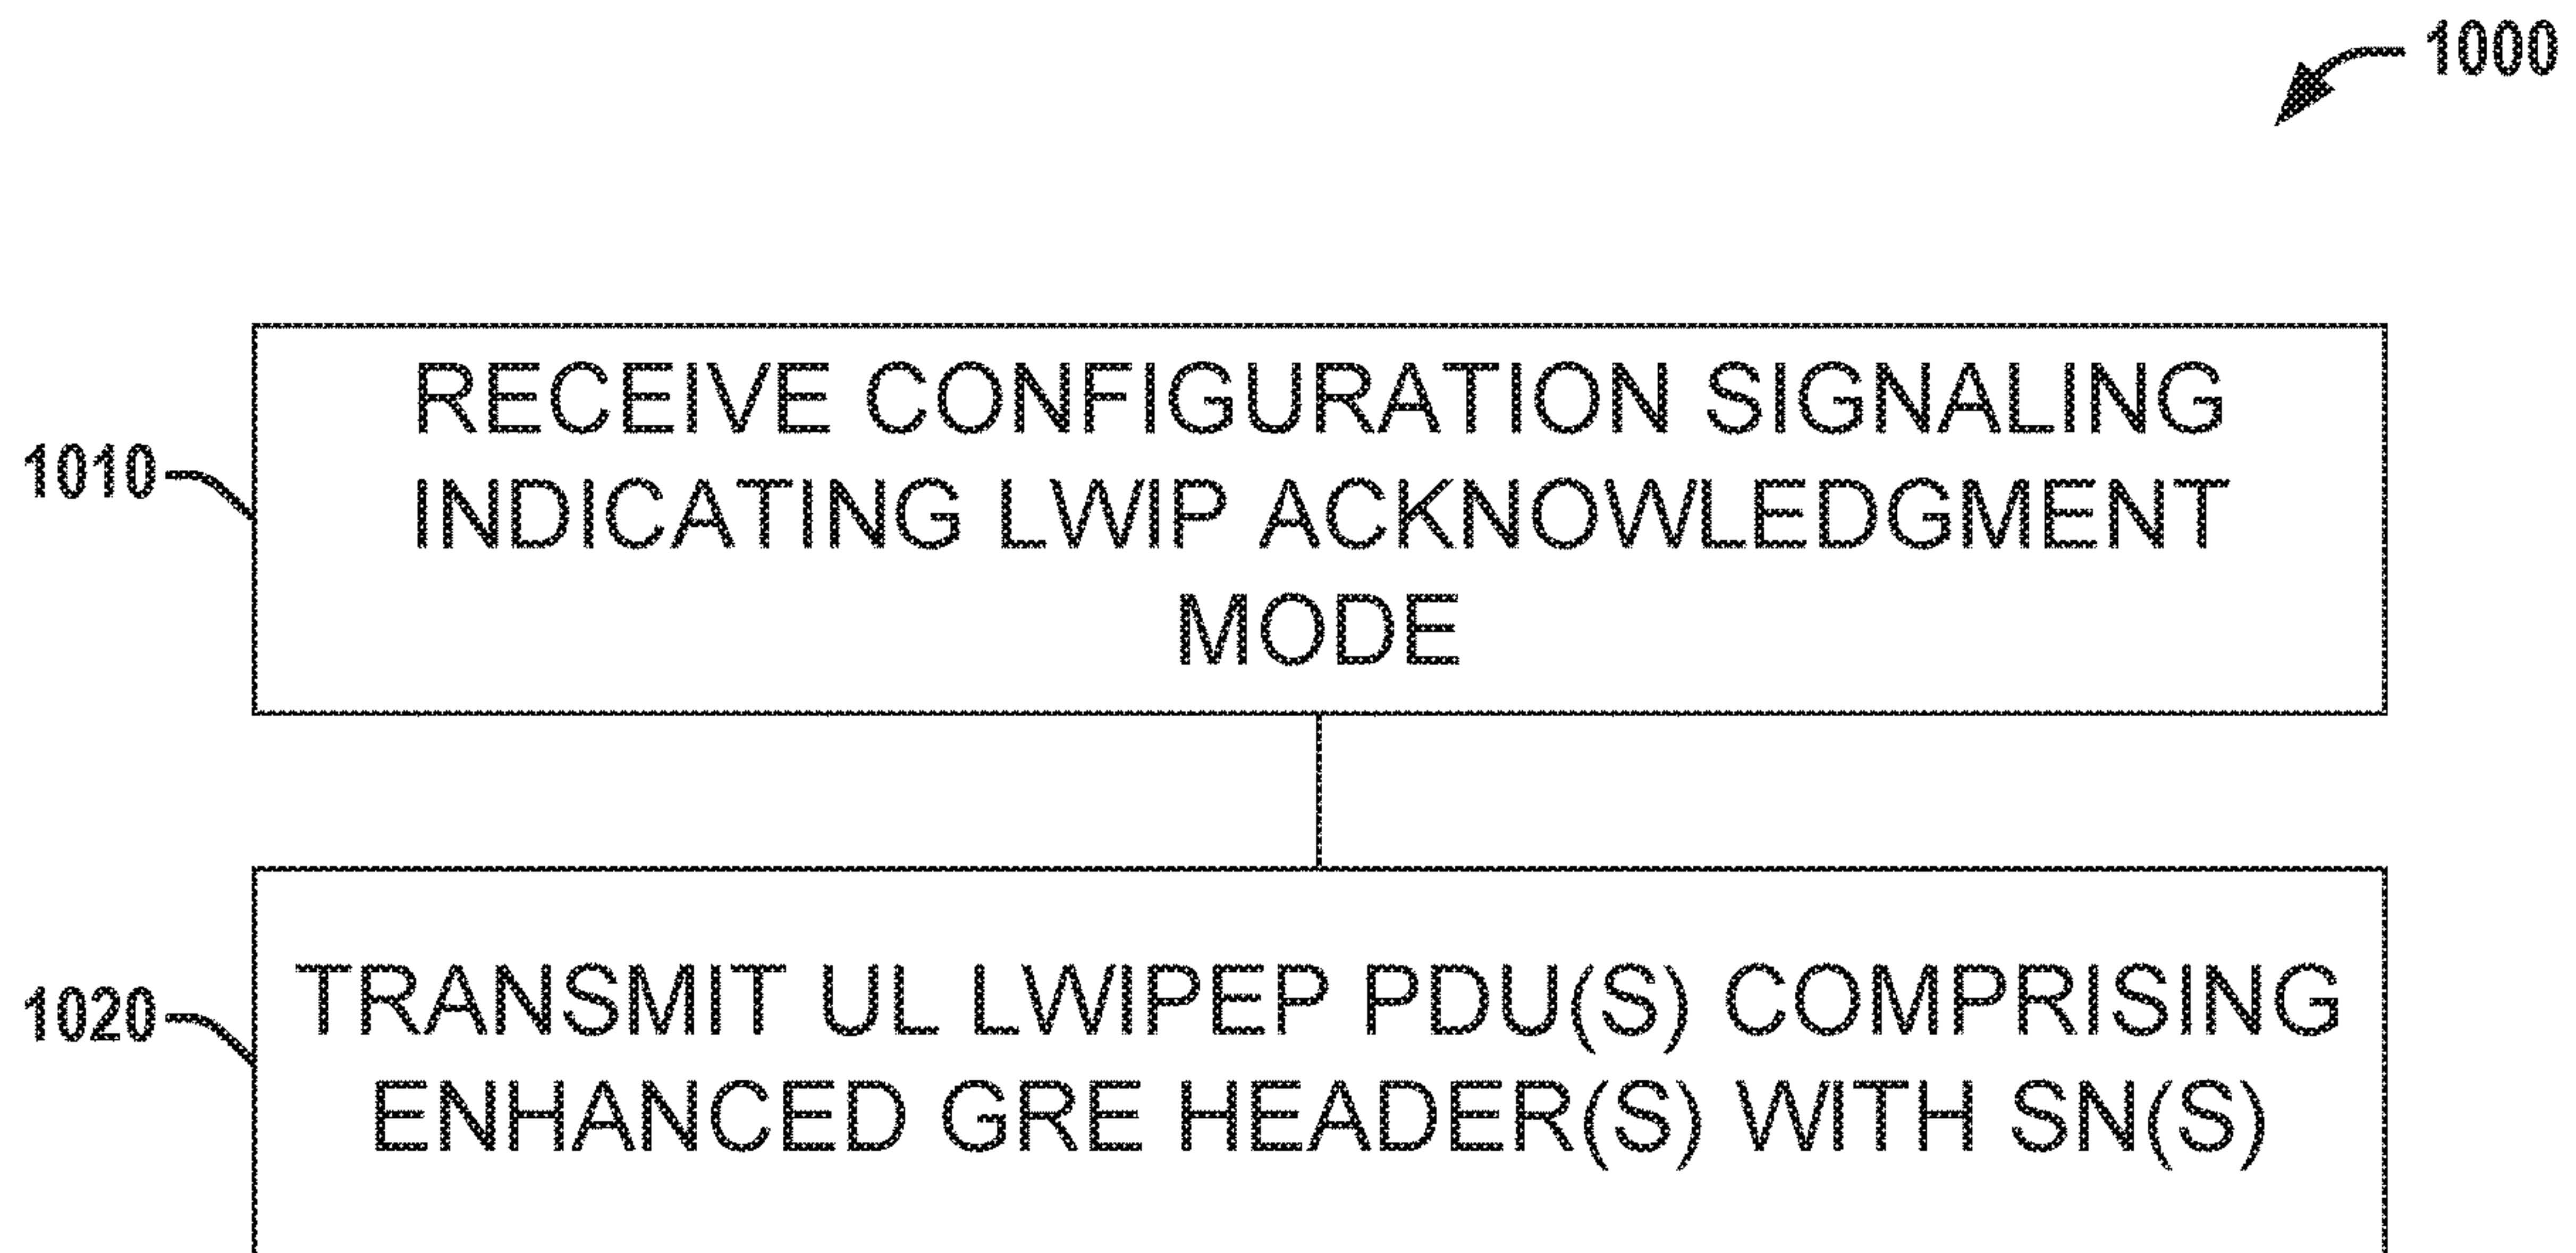 1000
RECEIVE CONFIGURATION SIGNALING
1010
INDICATING LWIP ACKNOWLEDGMENT
MODE
1020
TRANSMIT UL LWIPEP PDU(S) COMPRISING
ENHANCED GRE HEADER(S) WITH SN(S)